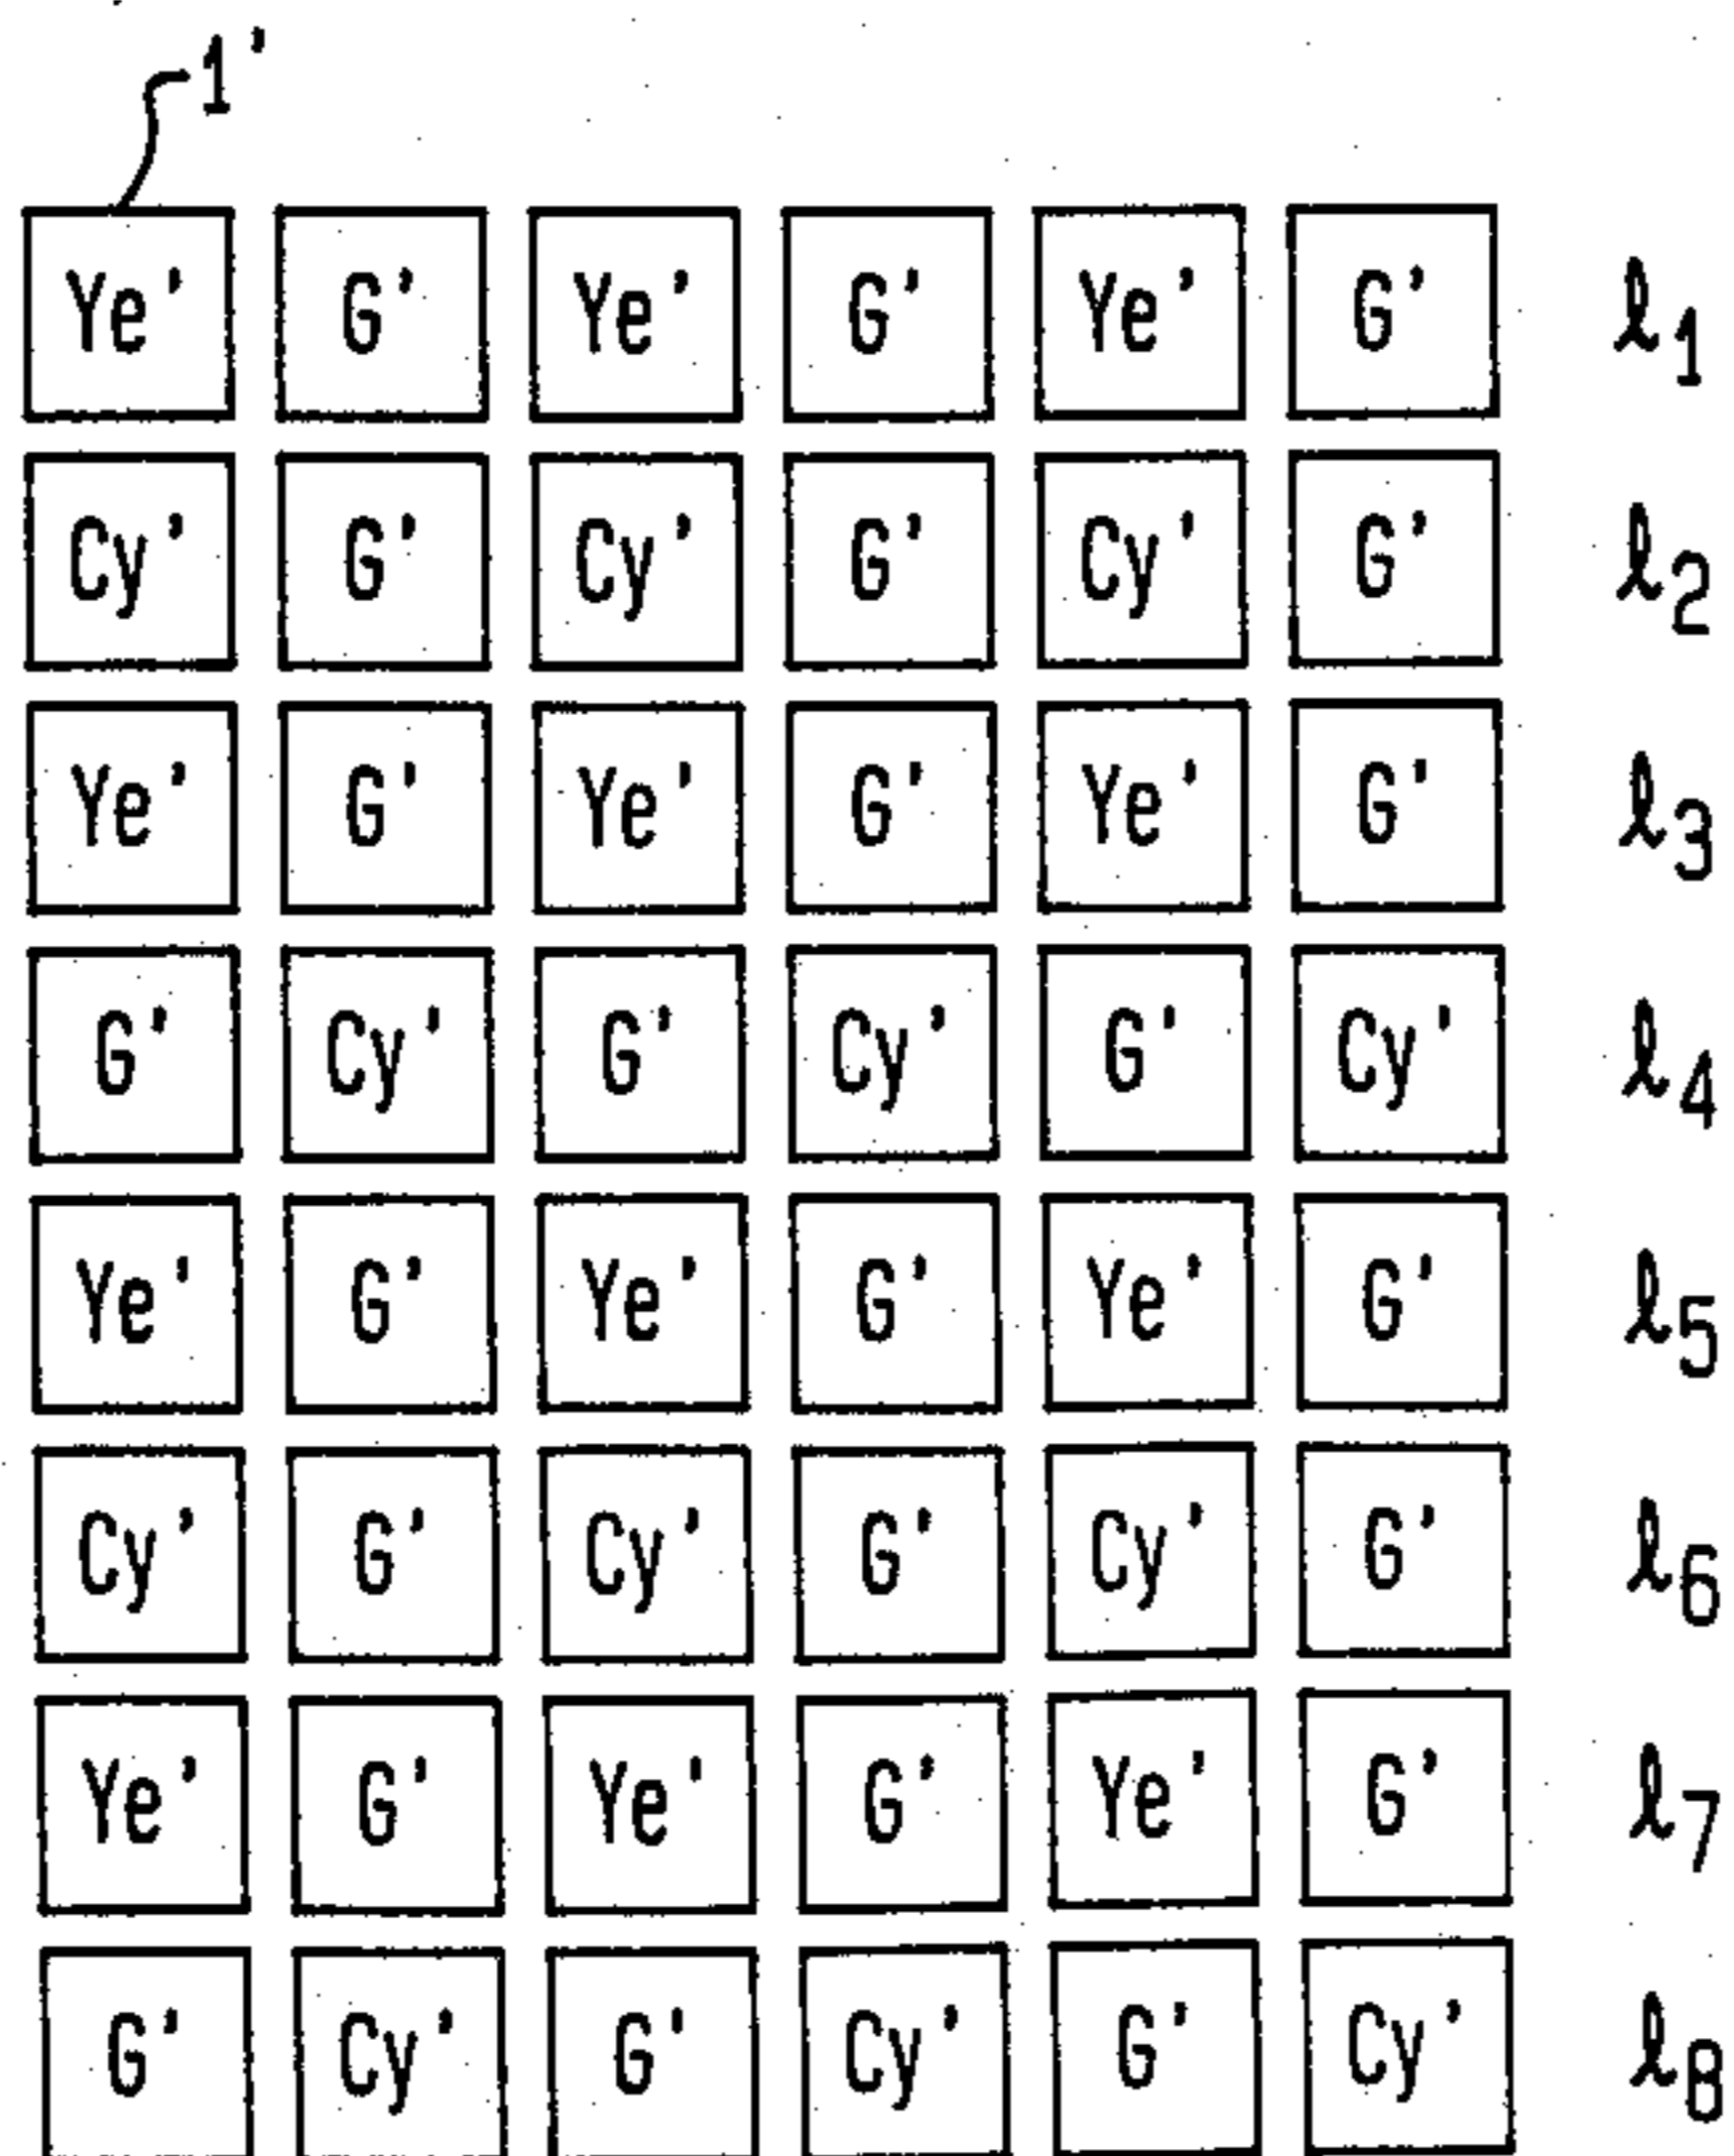 1'
Ye' G' Ye' G' Ye' G' ℓ1
Cy' G' Cy' G' Cy' G' ℓ2
Ye' G' Ye' G' Ye' G' ℓ3
G' Cy' G' Cy' G' Cy' ℓ4
Ye' G' Ye' G' Ye' G' ℓ5
Cy' G' Cy' G' Cy' G' ℓ6
Ye' G' Ye' G' Ye' G' ℓ7
G' Cy' G' Cy' G' Cy' ℓ8